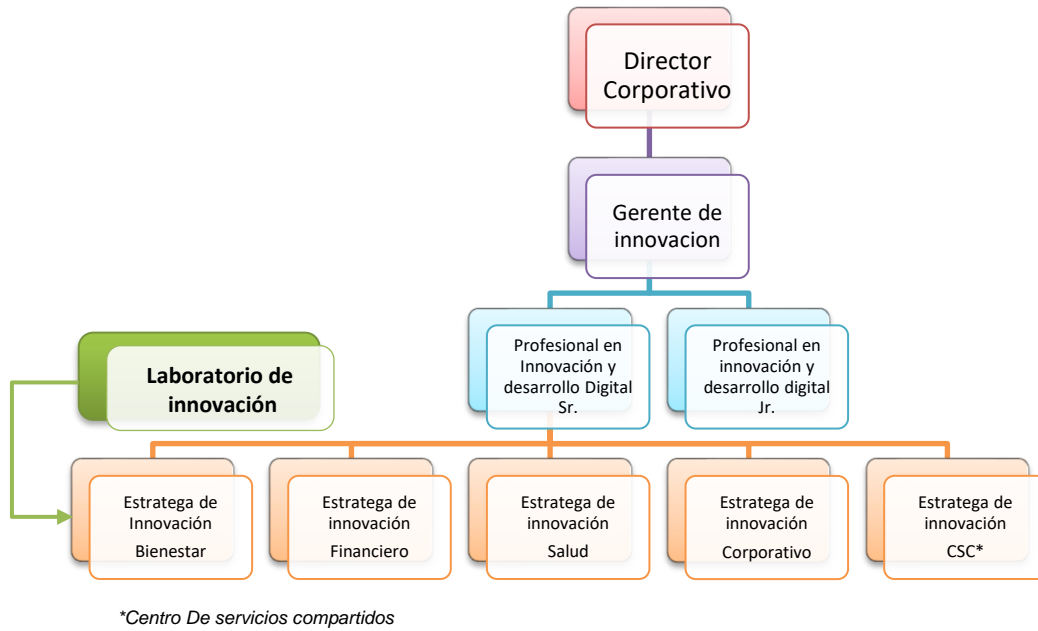 Director
Corporativo
Gerente de
innovacion
Profesional en
Innovación y
desarrollo Digital
Sr.
Profesional en
innovación y
desarrollo digital
Jr.
Laboratorio de
innovación
Estratega de
Innovación
Bienestar
Estratega de
innovación
Financiero
Estratega de
innovación
Salud
Estratega de
innovación
Corporativo
Estratega de
innovación
CSC*
*Centro De servicios compartidos